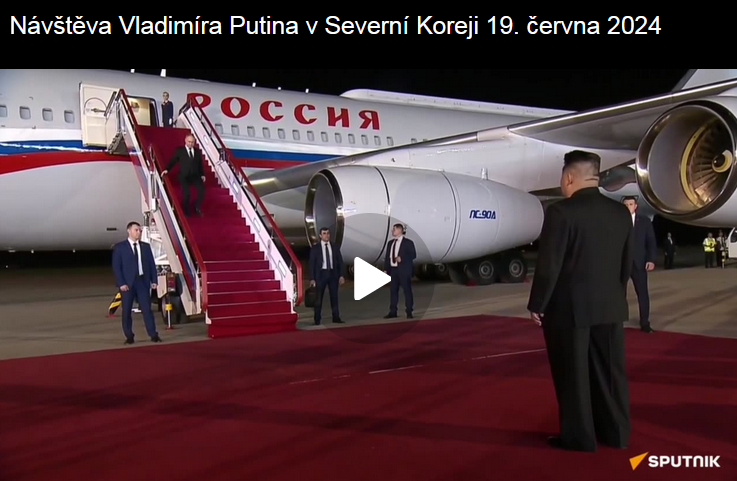 Návštěva Vladimíra Putina v Severní Koreji 19. června 2024
РОССИЯ
ПС-90А
SPUTNIK